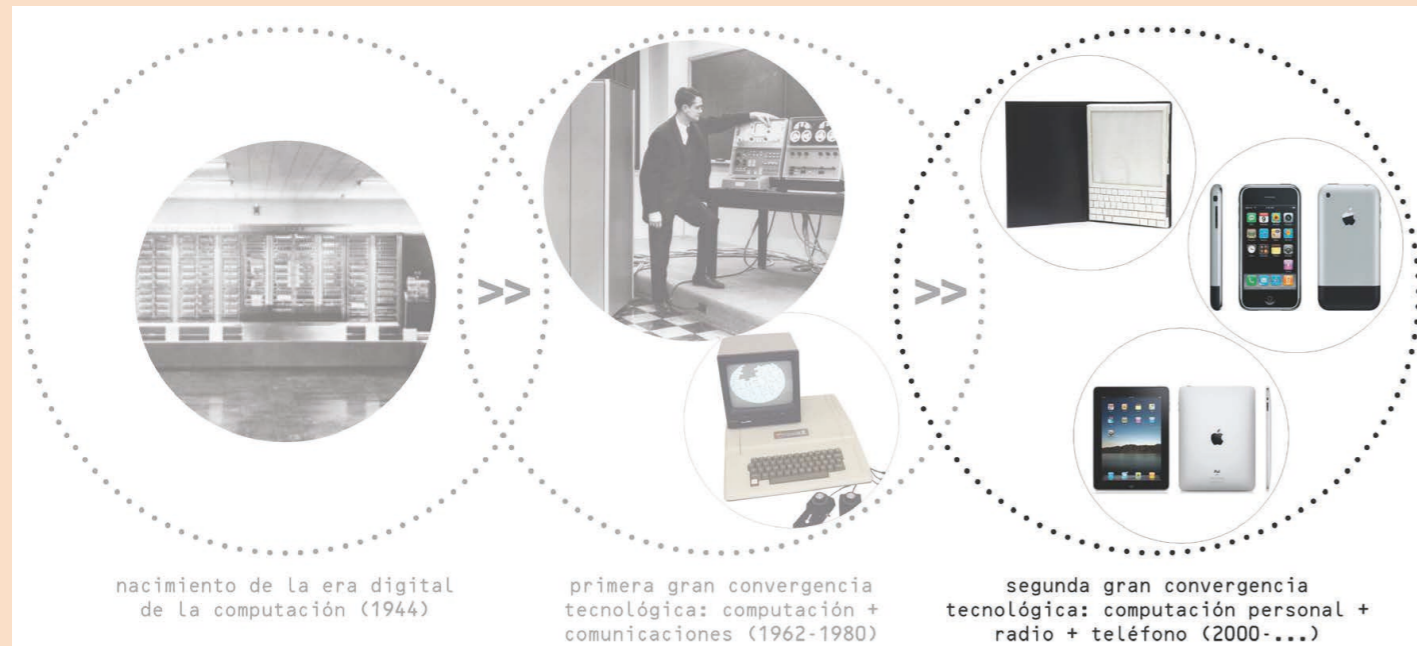 >>
>>
nacimiento de la era digital
de la computación (1944)
primera gran convergencia
tecnológica: computación +
comunicaciones (1962-1980)
segunda gran convergencia
tecnológica: computación personal +
radio + teléfono (2000-...)